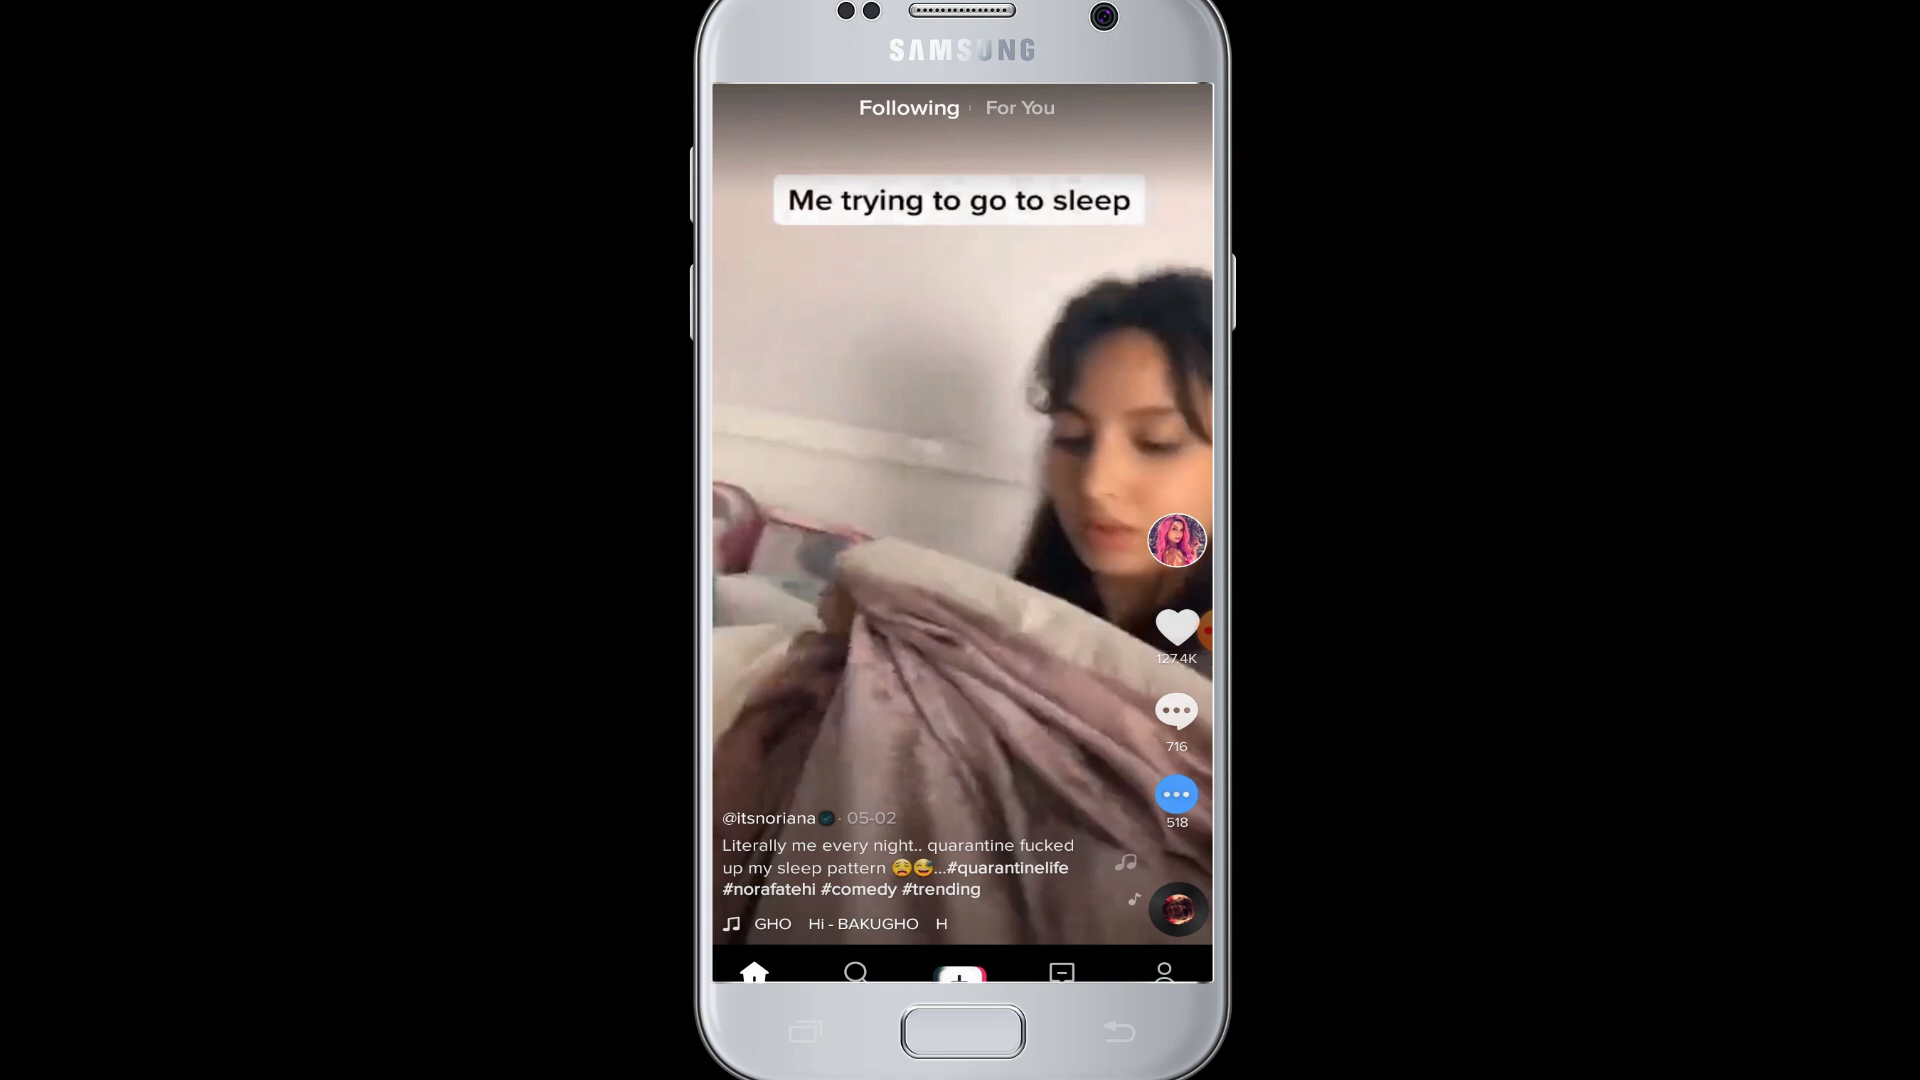 SAMSUNG
Following For You
Me trying to go to sleep
127.4K
716
518
@itsnoriana · 05-02
Literally me every night.. quarantine fucked
up my sleep pattern 😩😅...#quarantinelife
#norafatehi #comedy #trending
GHO Hi - BAKUGHO H